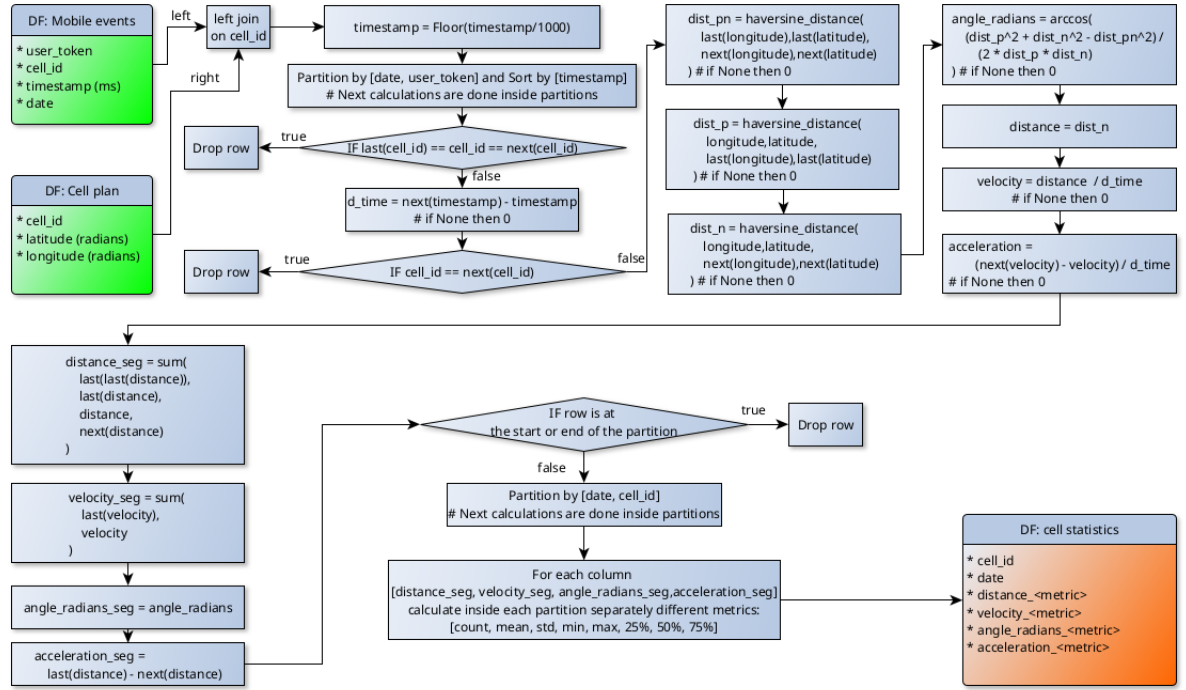 DF: Mobile events
* user_token
* cell_id
* timestamp (ms)
* date
left
right
left join
on cell_id
timestamp = Floor(timestamp/1000)
Partition by [date, user_token] and Sort by [timestamp]
# Next calculations are done inside partitions
IF last(cell_id) == cell_id == next(cell_id)
true
Drop row
false
d_time = next(timestamp) - timestamp
# if None then 0
IF cell_id == next(cell_id)
true
Drop row
false
DF: Cell plan
* cell_id
* latitude (radians)
* longitude (radians)
dist_pn = haversine_distance(
last(longitude),last(latitude),
next(longitude),next(latitude)
) # if None then 0
dist_p = haversine_distance(
longitude,latitude,
last(longitude),last(latitude)
) # if None then 0
dist_n = haversine_distance(
longitude,latitude,
next(longitude),next(latitude)
) # if None then 0
angle_radians = arccos(
(dist_p^2 + dist_n^2 - dist_pn^2) /
(2 * dist_p * dist_n)
) # if None then 0
distance = dist_n
velocity = distance / d_time
# if None then 0
acceleration =
(next(velocity) - velocity) / d_time
# if None then 0
distance_seg = sum(
last(last(distance)),
last(distance),
distance,
next(distance)
)
velocity_seg = sum(
last(velocity),
velocity
)
angle_radians_seg = angle_radians
acceleration_seg =
last(distance) - next(distance)
IF row is at
the start or end of the partition
true
Drop row
false
Partition by [date, cell_id]
# Next calculations are done inside partitions
For each column
[distance_seg, velocity_seg, angle_radians_seg,acceleration_seg]
calculate inside each partition separately different metrics:
[count, mean, std, min, max, 25%, 50%, 75%]
DF: cell statistics
* cell_id
* date
* distance_<metric>
* velocity_<metric>
* angle_radians_<metric>
* acceleration_<metric>